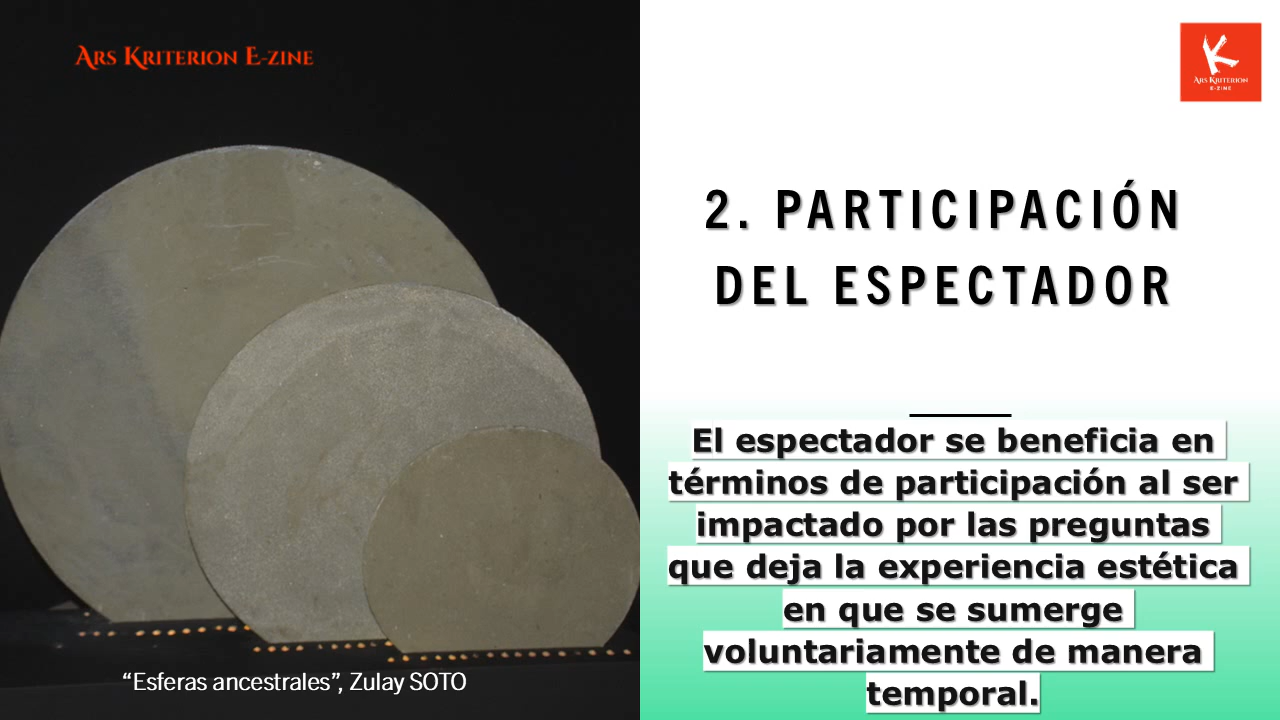 ARS KRITERION E-ZINE
K
ARS KRITERION
E-ZINE
2. PARTICIPACIÓN
DEL ESPECTADOR
El espectador se beneficia en
términos de participación al ser
impactado por las preguntas
que deja la experiencia estética
en que se sumerge
voluntariamente de manera
temporal.
“Esferas ancestrales”, Zulay SOTO